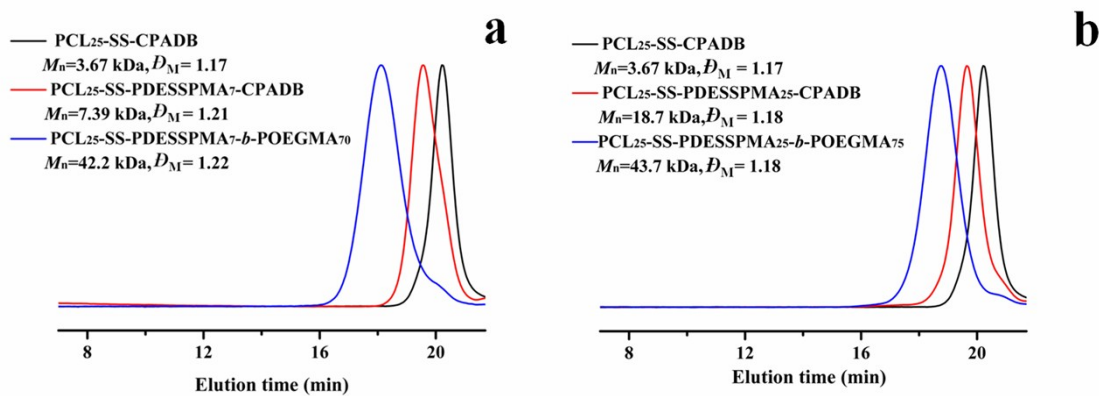 a
PCL25-SS-CPADB
Mn=3.67 kDa, ĐM = 1.17
PCL25-SS-PDESSPMA7-CPADB
Mn=7.39 kDa, ĐM = 1.21
PCL25-SS-PDESSPMA7-b-POEGMA70
Mn=42.2 kDa, ĐM = 1.22
8 12 16 20
Elution time (min)
b
PCL25-SS-CPADB
Mn=3.67 kDa, ĐM = 1.17
PCL25-SS-PDESSPMA25-CPADB
Mn=18.7 kDa, ĐM = 1.18
PCL25-SS-PDESSPMA25-b-POEGMA75
Mn=43.7 kDa, ĐM = 1.18
8 12 16 20
Elution time (min)